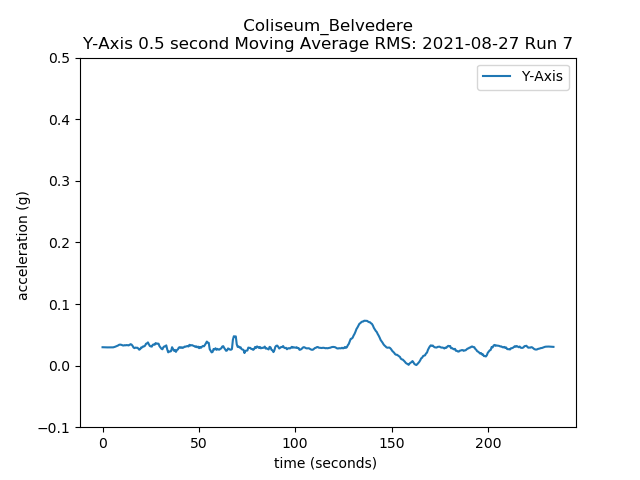 Coliseum_Belvedere
Y-Axis 0.5 second Moving Average RMS: 2021-08-27 Run 7
Y-Axis
acceleration (g)
0.5
0.4
0.3
0.2
0.1
0.0
−0.1
0 50 100 150 200
time (seconds)